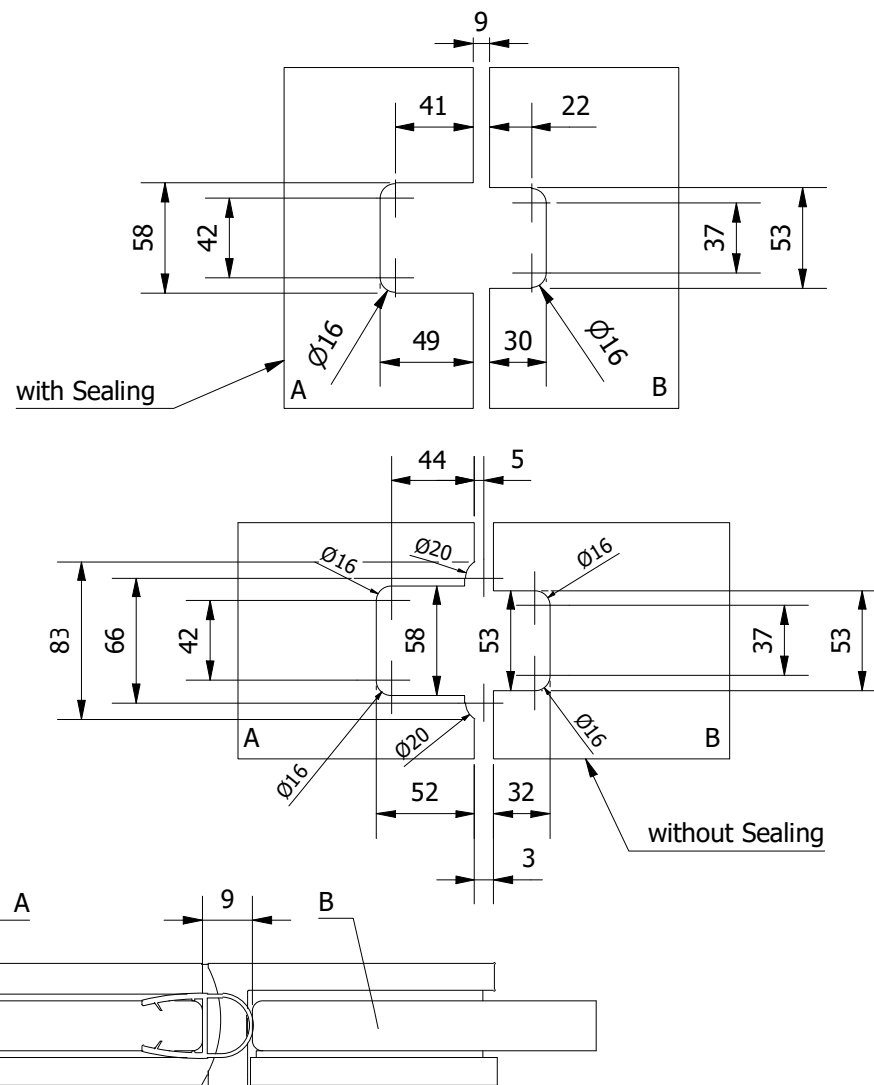 9
41 22
58 42 37 53
Ø16 49 30 Ø16
with Sealing A B
44 5
Ø16 Ø20 Ø16
83 66 42 58 53 37 53
A Ø16 Ø20 Ø16 B
52 32
without Sealing
3
A 9 B